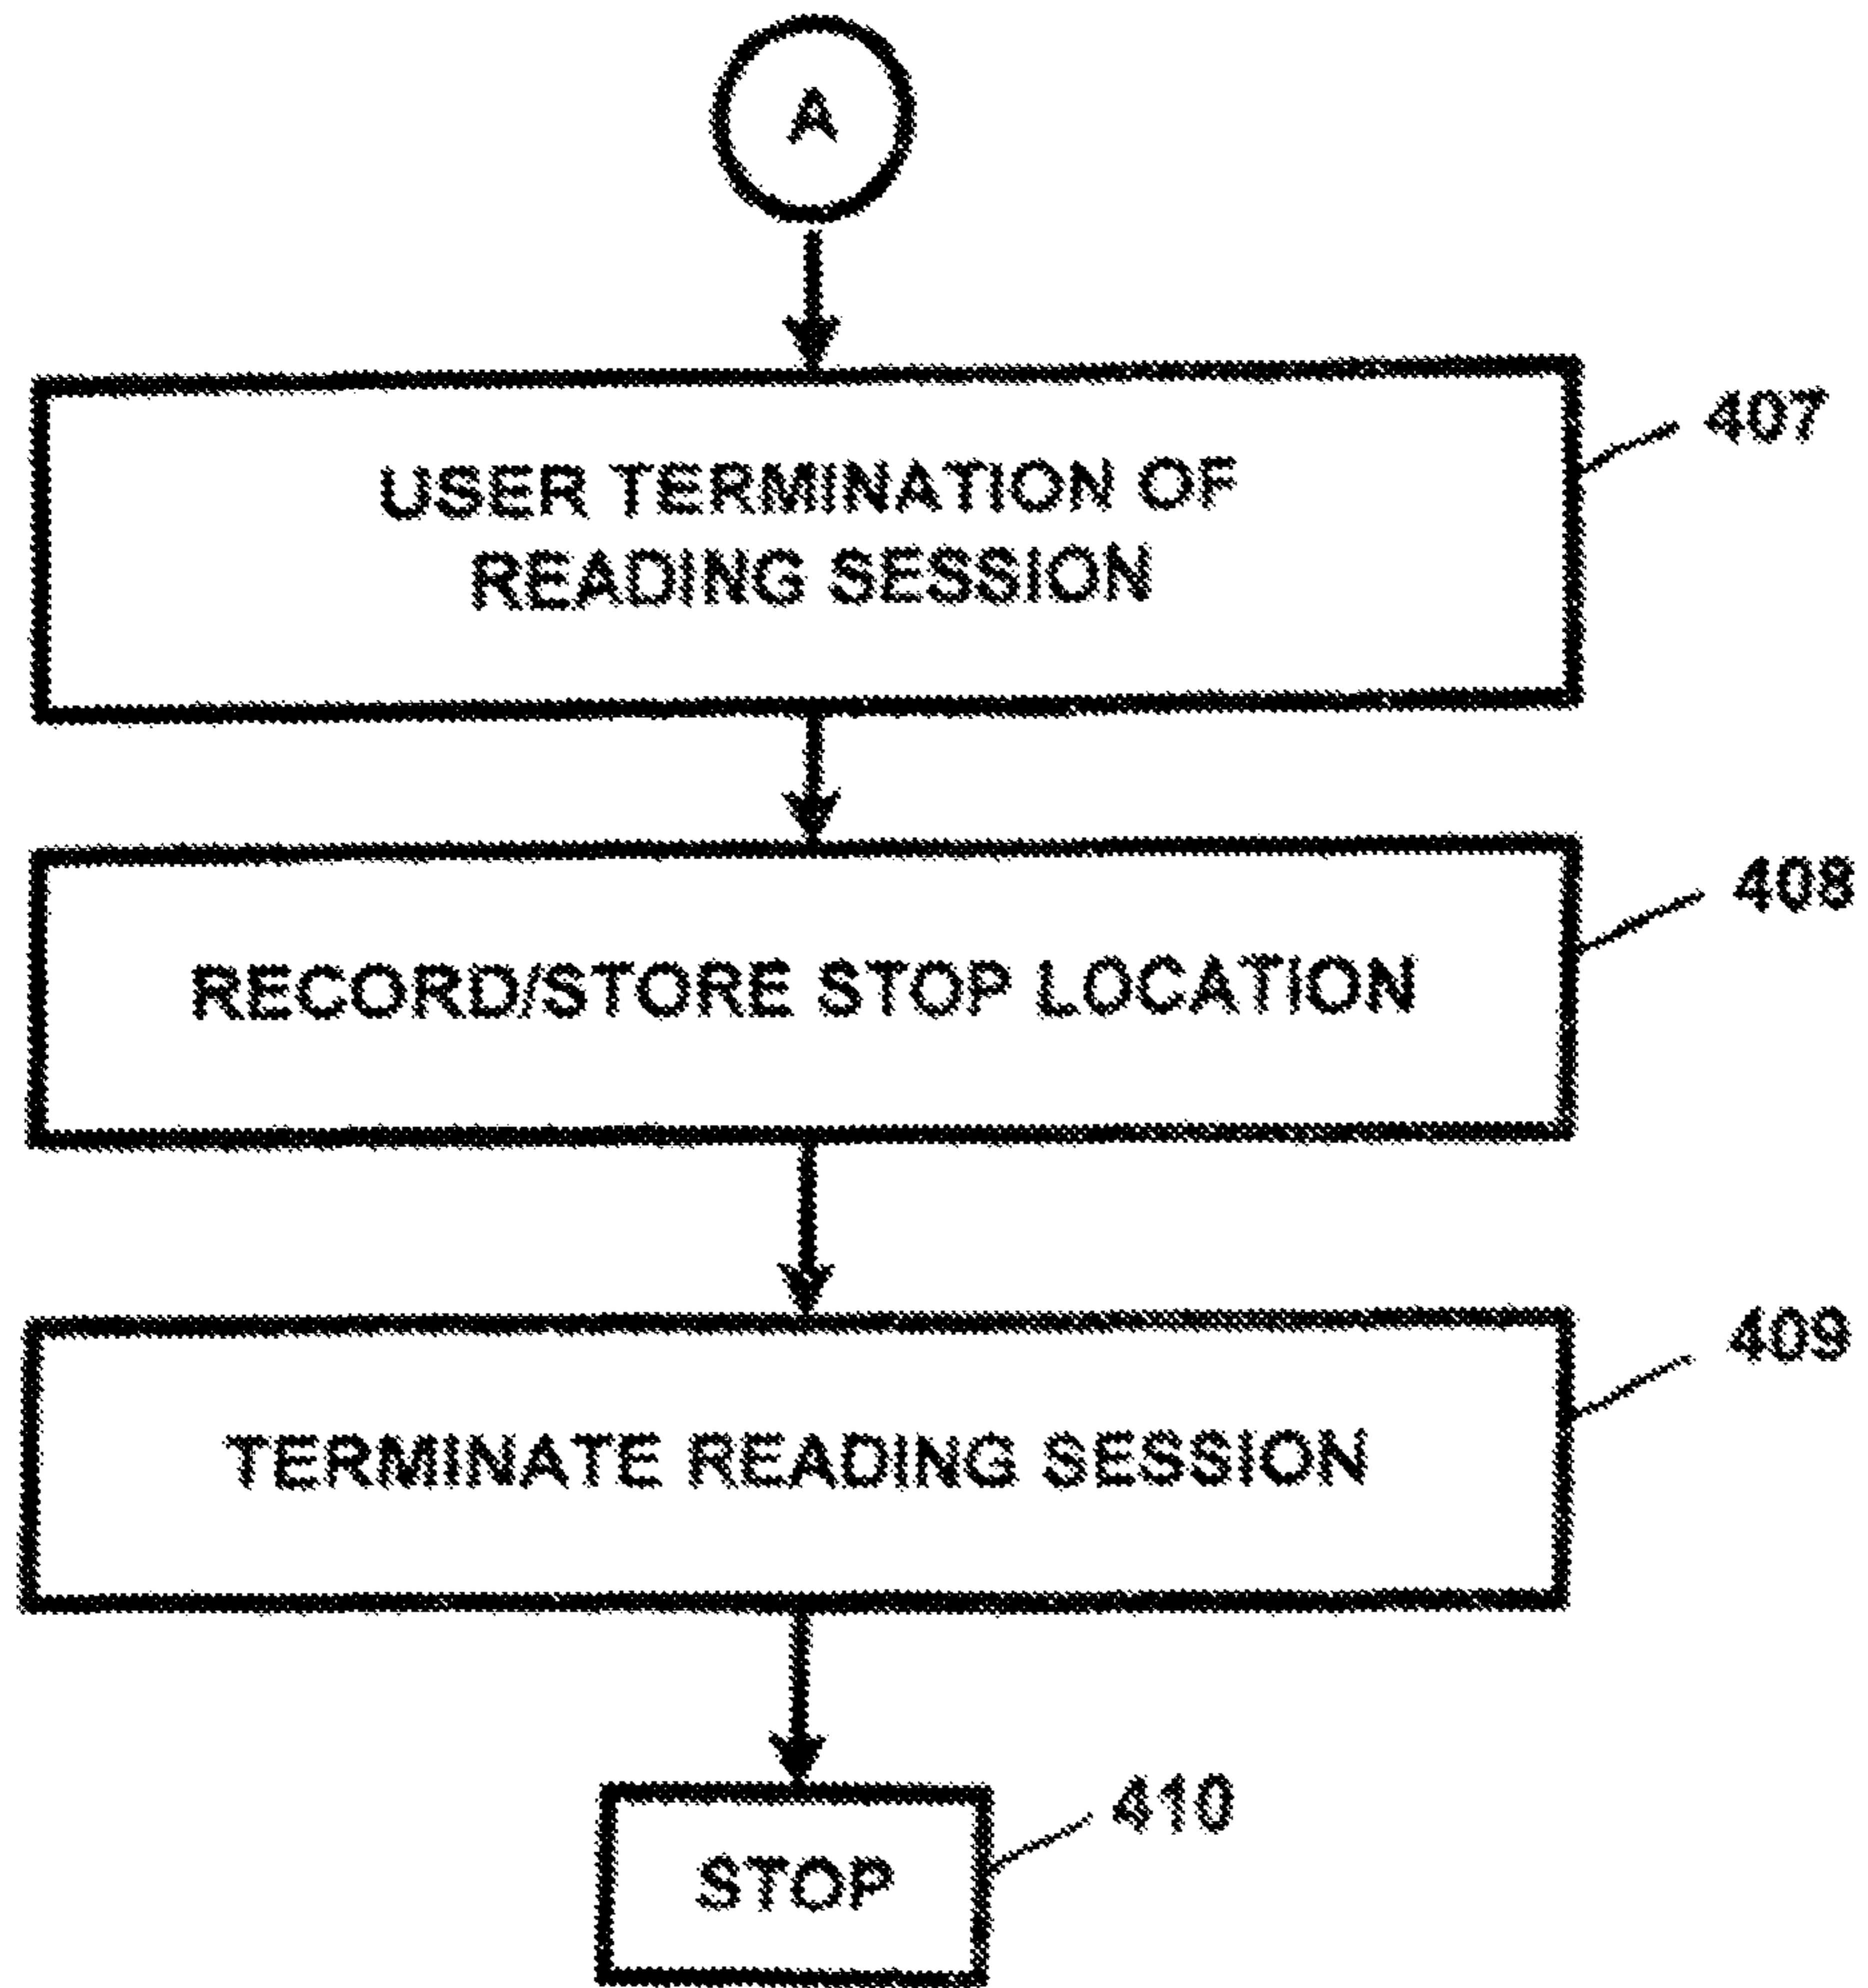 A
407
USER TERMINATION OF
READING SESSION
408
RECORD/STORE STOP LOCATION
409
TERMINATE READING SESSION
410
STOP